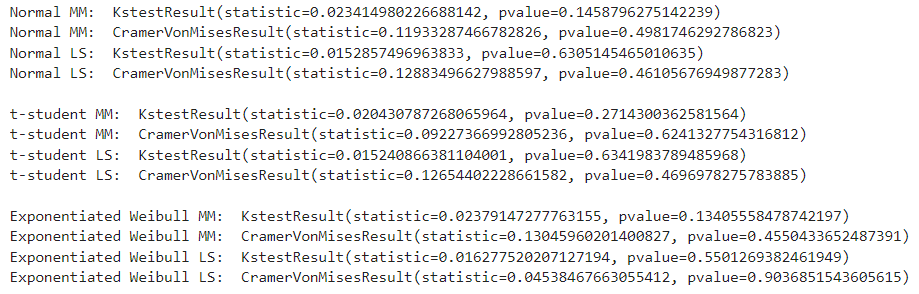 Normal MM:  KstestResult(statistic=0.023414980226688142, pvalue=0.1458796275142239)
Normal MM:  CramerVonMisesResult(statistic=0.11933287466782826, pvalue=0.4981746292786823)
Normal LS:  KstestResult(statistic=0.0152857496963833, pvalue=0.6305145465010635)
Normal LS:  CramerVonMisesResult(statistic=0.12883496627988597, pvalue=0.46105676949877283)
t-student MM:  KstestResult(statistic=0.020430787268065964, pvalue=0.2714300362581564)
t-student MM:  CramerVonMisesResult(statistic=0.09227366992805236, pvalue=0.6241327754316812)
t-student LS:  KstestResult(statistic=0.015240866381104001, pvalue=0.6341983789485968)
t-student LS:  CramerVonMisesResult(statistic=0.12654402228661582, pvalue=0.4696978275783885)
Exponentiated Weibull MM:  KstestResult(statistic=0.02379147277763155, pvalue=0.13405558478742197)
Exponentiated Weibull MM:  CramerVonMisesResult(statistic=0.13045960201400827, pvalue=0.4550433652487391)
Exponentiated Weibull LS:  KstestResult(statistic=0.016277520207127194, pvalue=0.5501269382461949)
Exponentiated Weibull LS:  CramerVonMisesResult(statistic=0.04538467663055412, pvalue=0.9036851543605615)